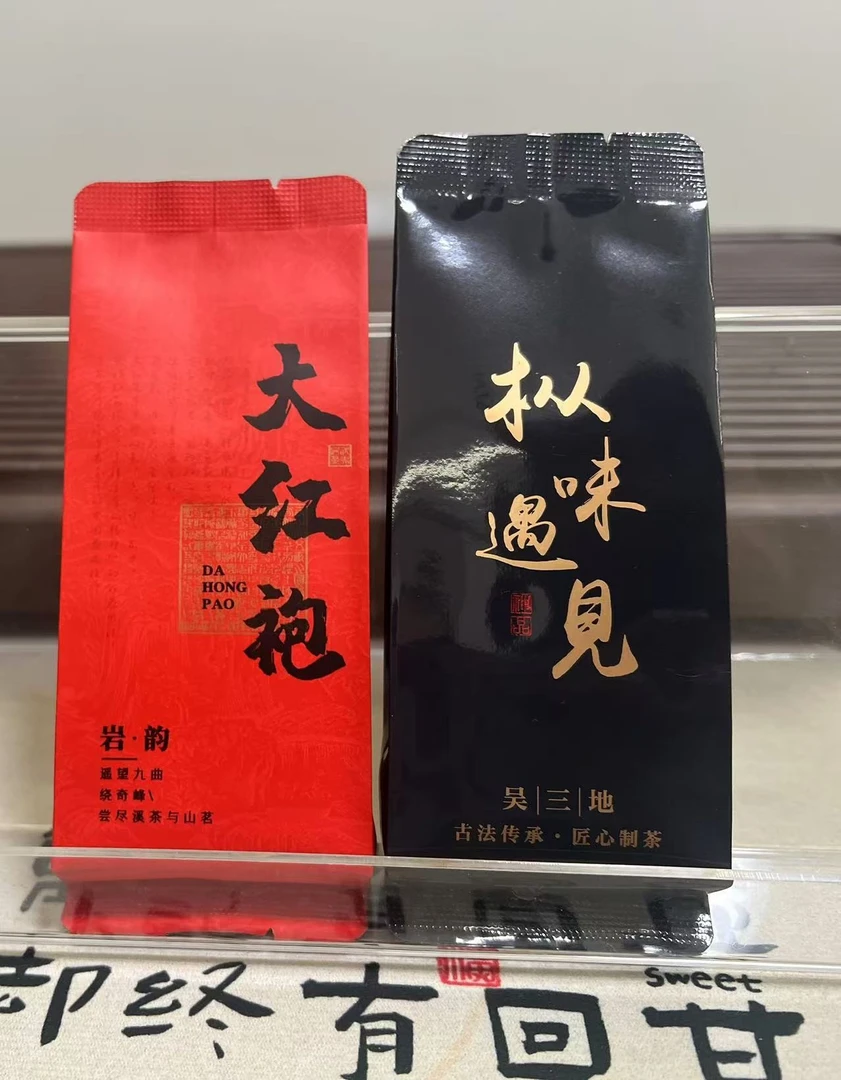 大红袍
DA
HONG
PAO
岩·韵
遥望九曲
绕奇峰\
尝尽溪茶与山茗
枞味
遇見
吴|三|地
古法传承·匠心制茶
sweet
却终有回甘